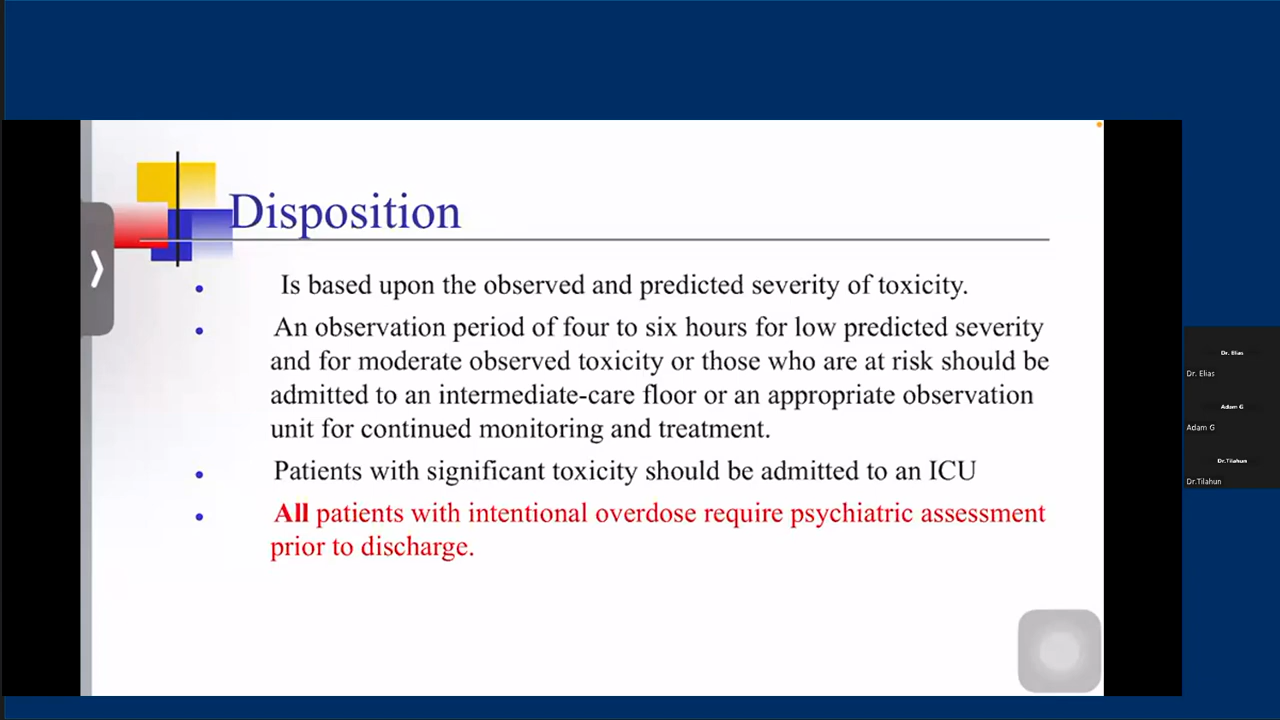 Disposition
Is based upon the observed and predicted severity of toxicity.
An observation period of four to six hours for low predicted severity
and for moderate observed toxicity or those who are at risk should be
admitted to an intermediate-care floor or an appropriate observation
unit for continued monitoring and treatment.
Patients with significant toxicity should be admitted to an ICU
All patients with intentional overdose require psychiatric assessment
prior to discharge.
Dr. Elias
Dr. Elias
Adam G
Adam G
Dr.Tilahun
Dr.Tilahun